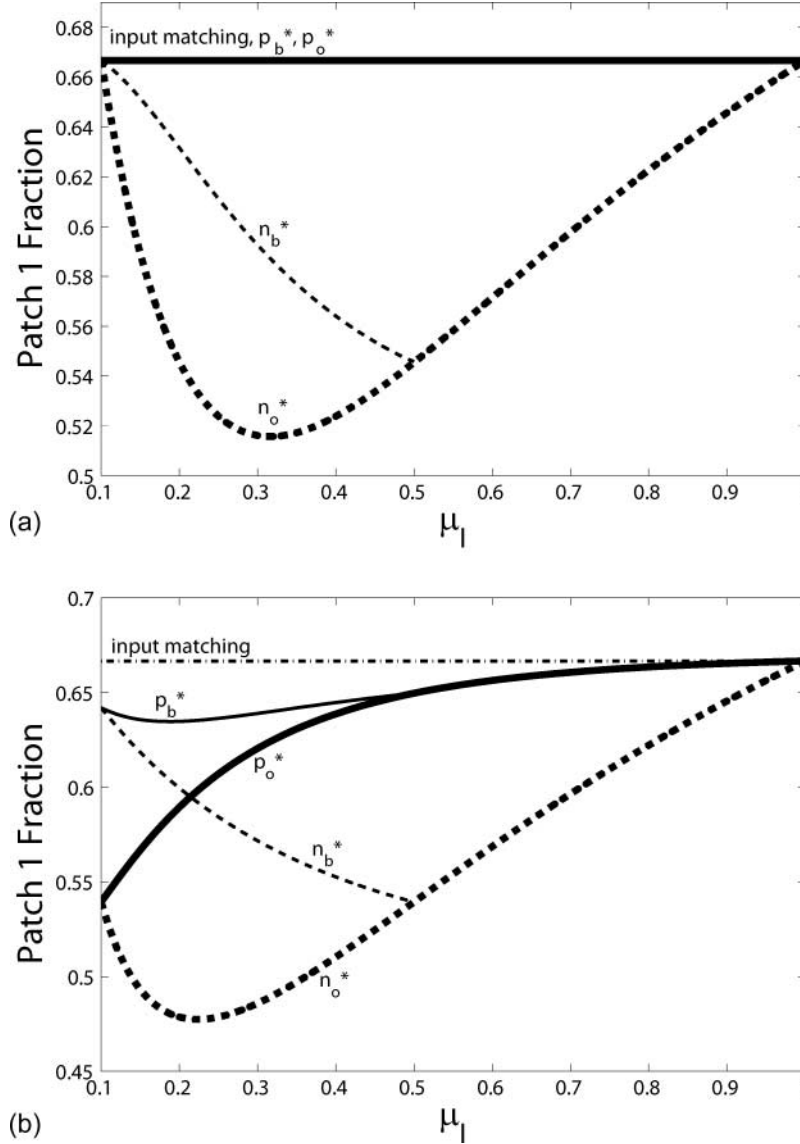 0.68
input matching, p_b*, p_o*
0.66
0.64
0.62
0.6
n_b*
0.58
0.56
0.54
n_o*
0.52
0.5
Patch 1 Fraction
0.1 0.2 0.3 0.4 0.5 0.6 0.7 0.8 0.9
(a)
μ_l
0.7
input matching
0.65
p_b*
p_o*
0.6
n_b*
0.55
0.5
n_o*
0.45
Patch 1 Fraction
0.1 0.2 0.3 0.4 0.5 0.6 0.7 0.8 0.9
(b)
μ_l